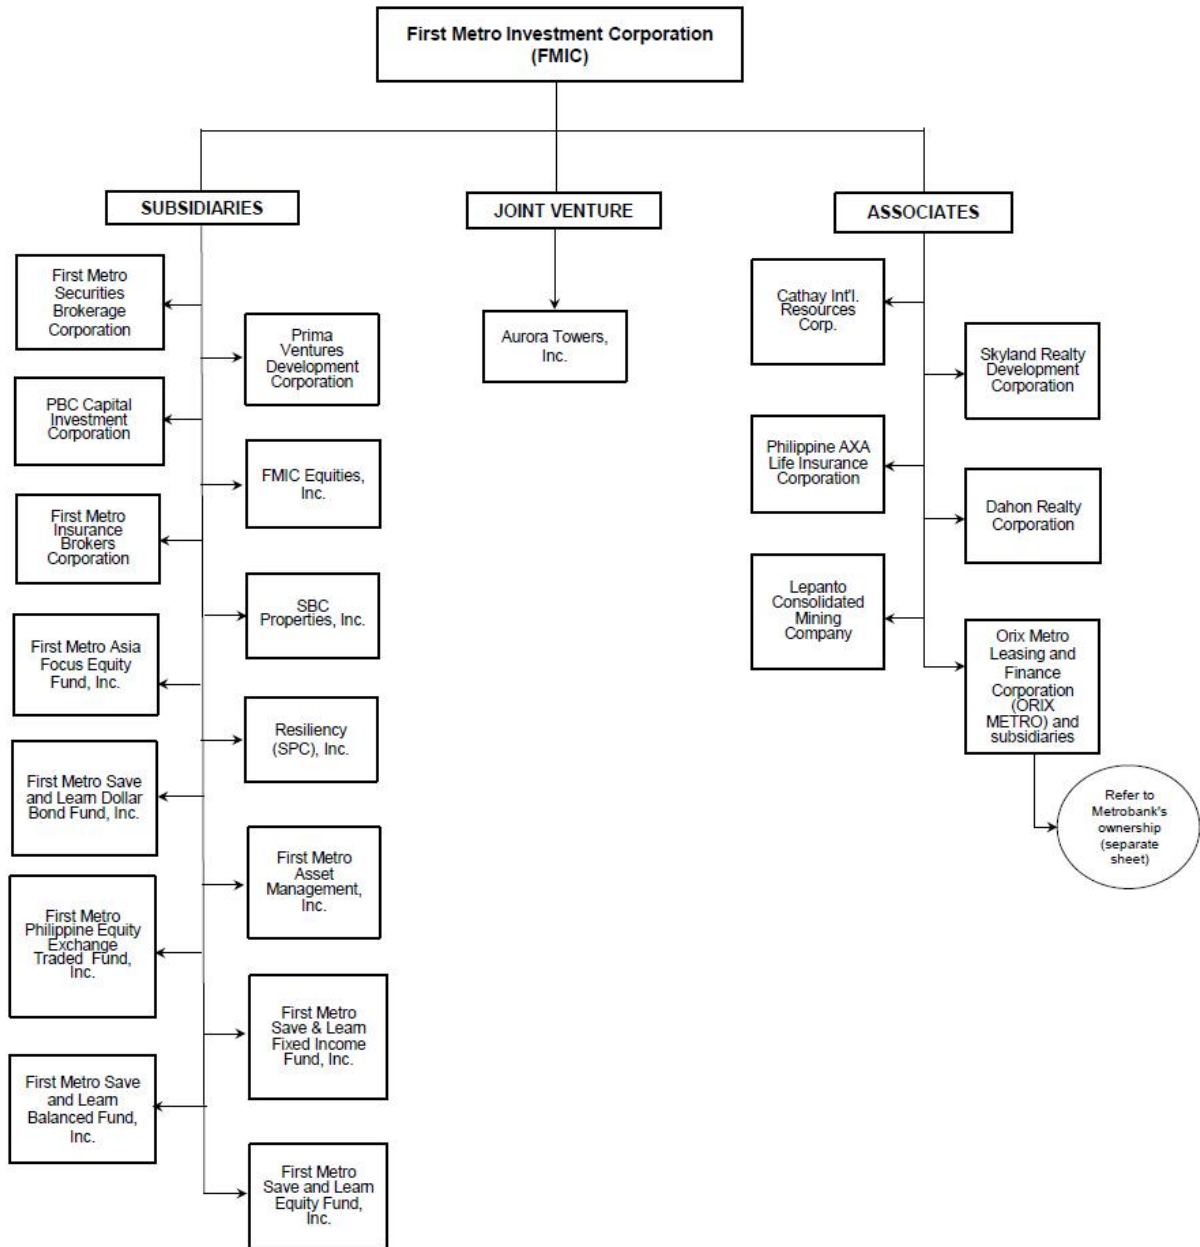 First Metro Investment Corporation
(FMIC)
SUBSIDIARIES
First Metro
Securities
Brokerage
Corporation
Prima
Ventures
Development
Corporation
PBC Capital
Investment
Corporation
FMIC Equities,
Inc.
First Metro
Insurance
Brokers
Corporation
SBC
Properties, Inc.
First Metro Asia
Focus Equity
Fund, Inc.
Resiliency
(SPC), Inc.
First Metro Save
and Learn Dollar
Bond Fund, Inc.
First Metro
Asset
Management,
Inc.
First Metro
Philippine Equity
Exchange
Traded Fund,
Inc.
First Metro
Save & Learn
Fixed Income
Fund, Inc.
First Metro Save
and Learn
Balanced Fund,
Inc.
First Metro
Save and Learn
Equity Fund,
Inc.
JOINT VENTURE
Aurora Towers,
Inc.
ASSOCIATES
Cathay Int'l.
Resources
Corp.
Skyland Realty
Development
Corporation
Philippine AXA
Life Insurance
Corporation
Dahon Realty
Corporation
Lepanto
Consolidated
Mining
Company
Orix Metro
Leasing and
Finance
Corporation
(ORIX
METRO) and
subsidiaries
Refer to
Metrobank's
ownership
(separate
sheet)